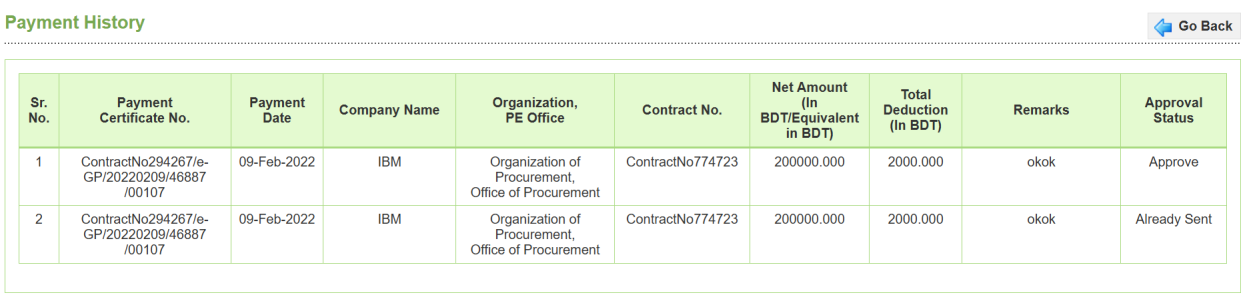 Payment History
Go Back
Sr. No.
Payment Certificate No.
Payment Date
Company Name
Organization, PE Office
Contract No.
Net Amount (In BDT/Equivalent in BDT)
Total Deduction (In BDT)
Remarks
Approval Status
1
ContractNo294267/e-
GP/20220209/46887
/00107
09-Feb-2022
IBM
Organization of
Procurement,
Office of Procurement
ContractNo774723
200000.000
2000.000
okok
Approve
2
ContractNo294267/e-
GP/20220209/46887
/00107
09-Feb-2022
IBM
Organization of
Procurement,
Office of Procurement
ContractNo774723
200000.000
2000.000
okok
Already Sent